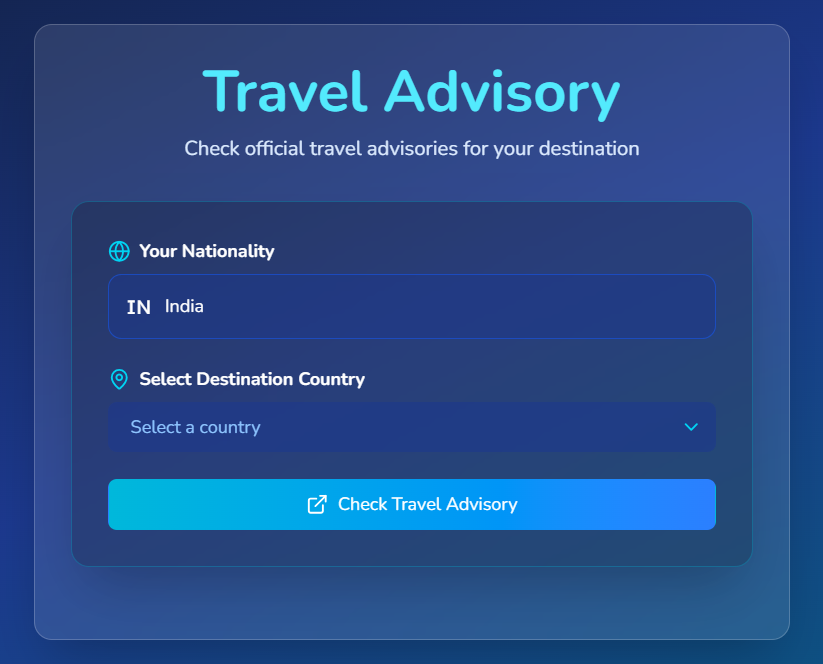 Travel Advisory
Check official travel advisories for your destination
Your Nationality
IN India
Select Destination Country
Select a country
Check Travel Advisory